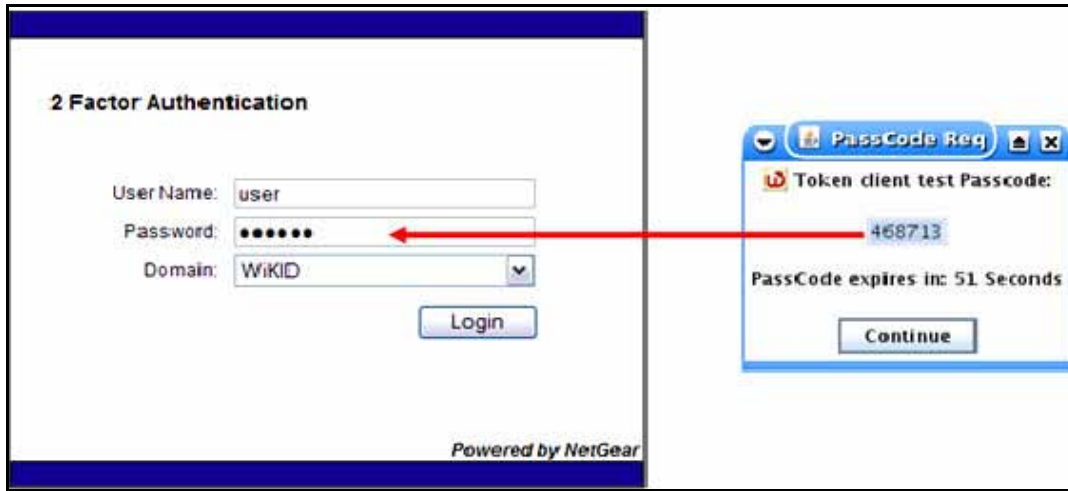 2 Factor Authentication
User Name: user
Password: ••••••
Domain: WiKID
Login
Powered by NetGear
PassCode Req
Token client test Passcode:
468713
PassCode expires in: 51 Seconds
Continue